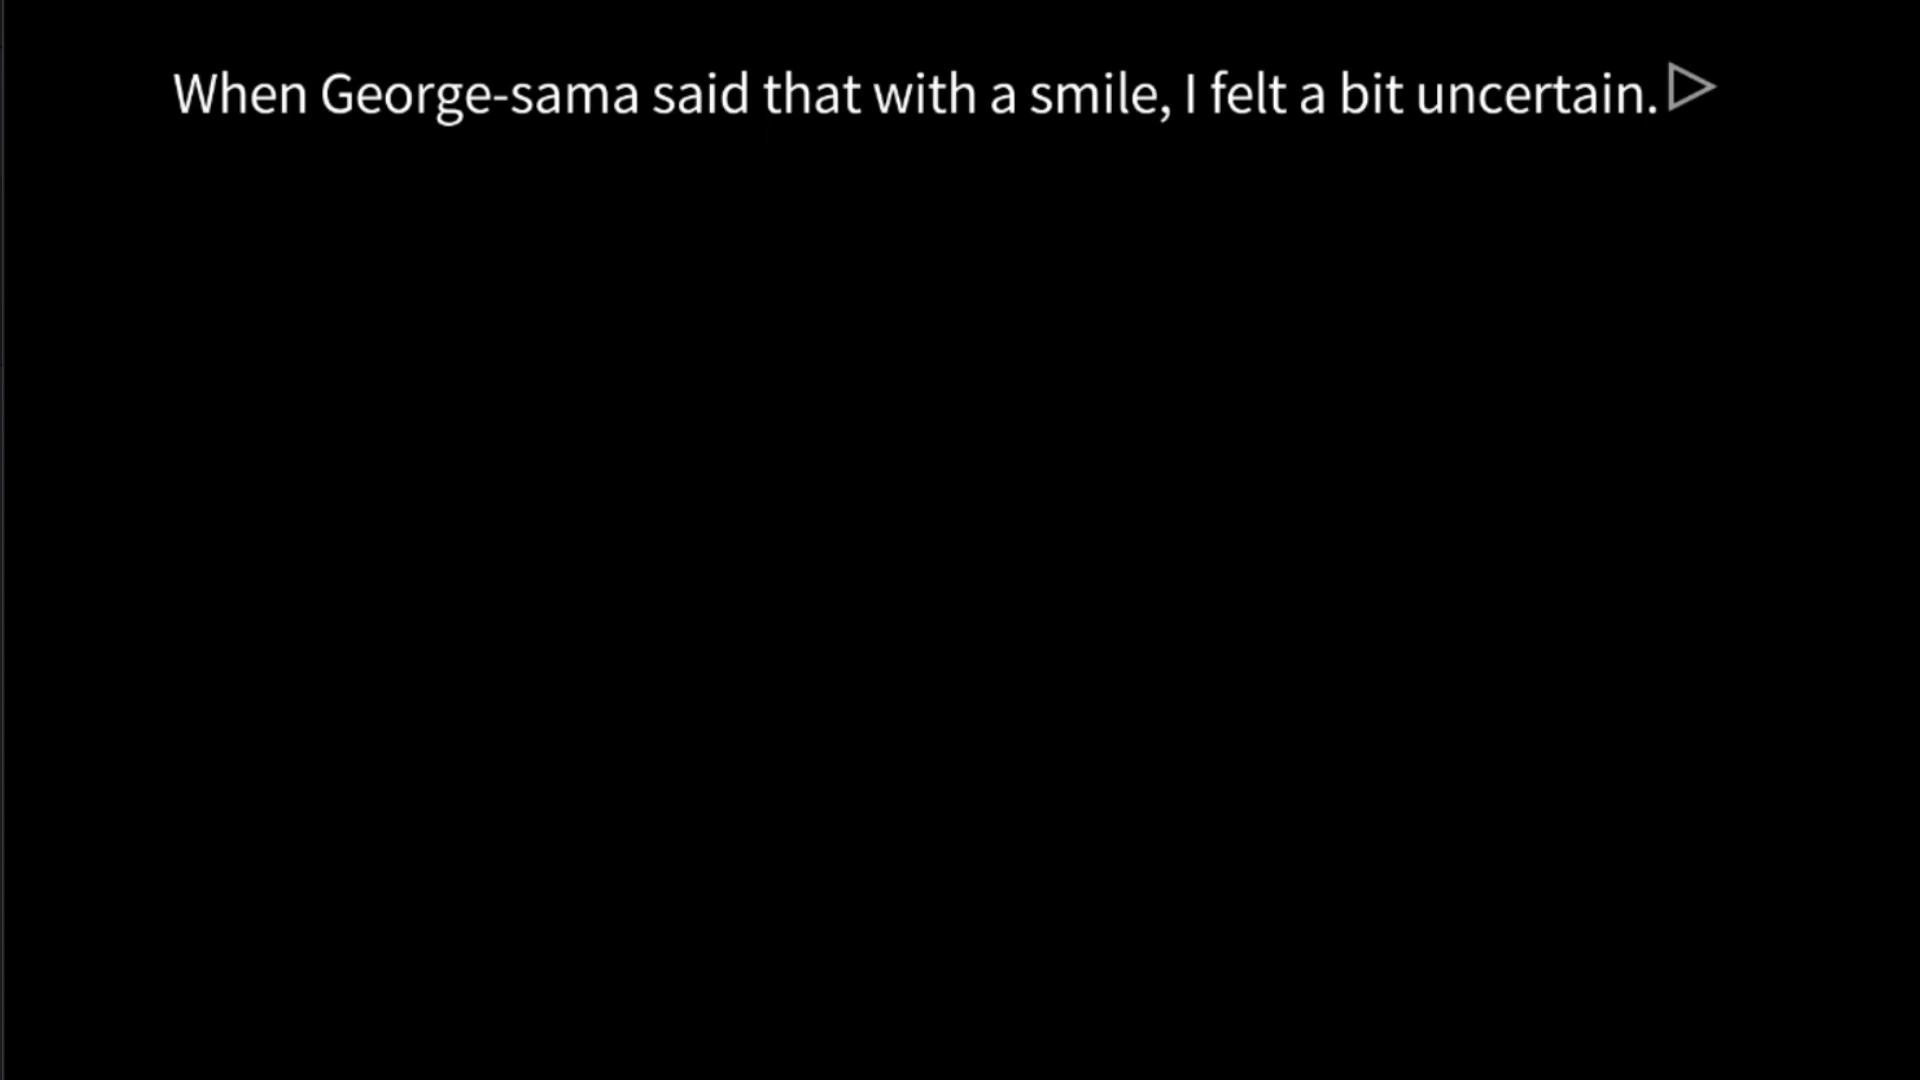 When George-sama said that with a smile, I felt a bit uncertain.